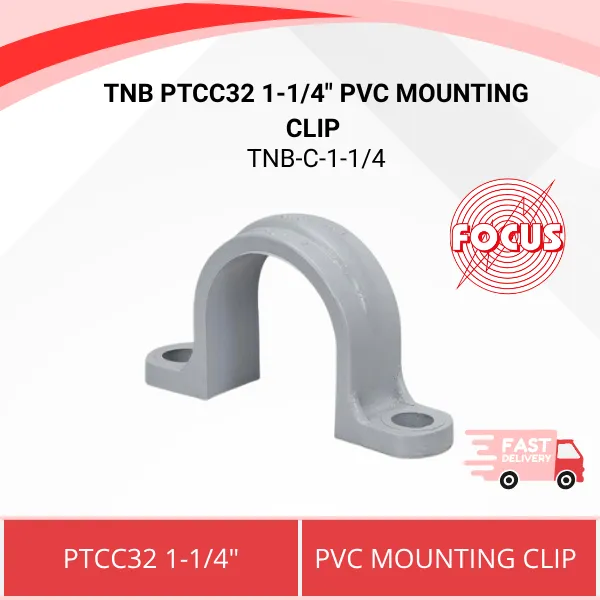 TNB PTCC32 1-1/4" PVC MOUNTING
CLIP
TNB-C-1-1/4
FOCUS
FAST
DELIVERY
PTCC32 1-1/4"
PVC MOUNTING CLIP